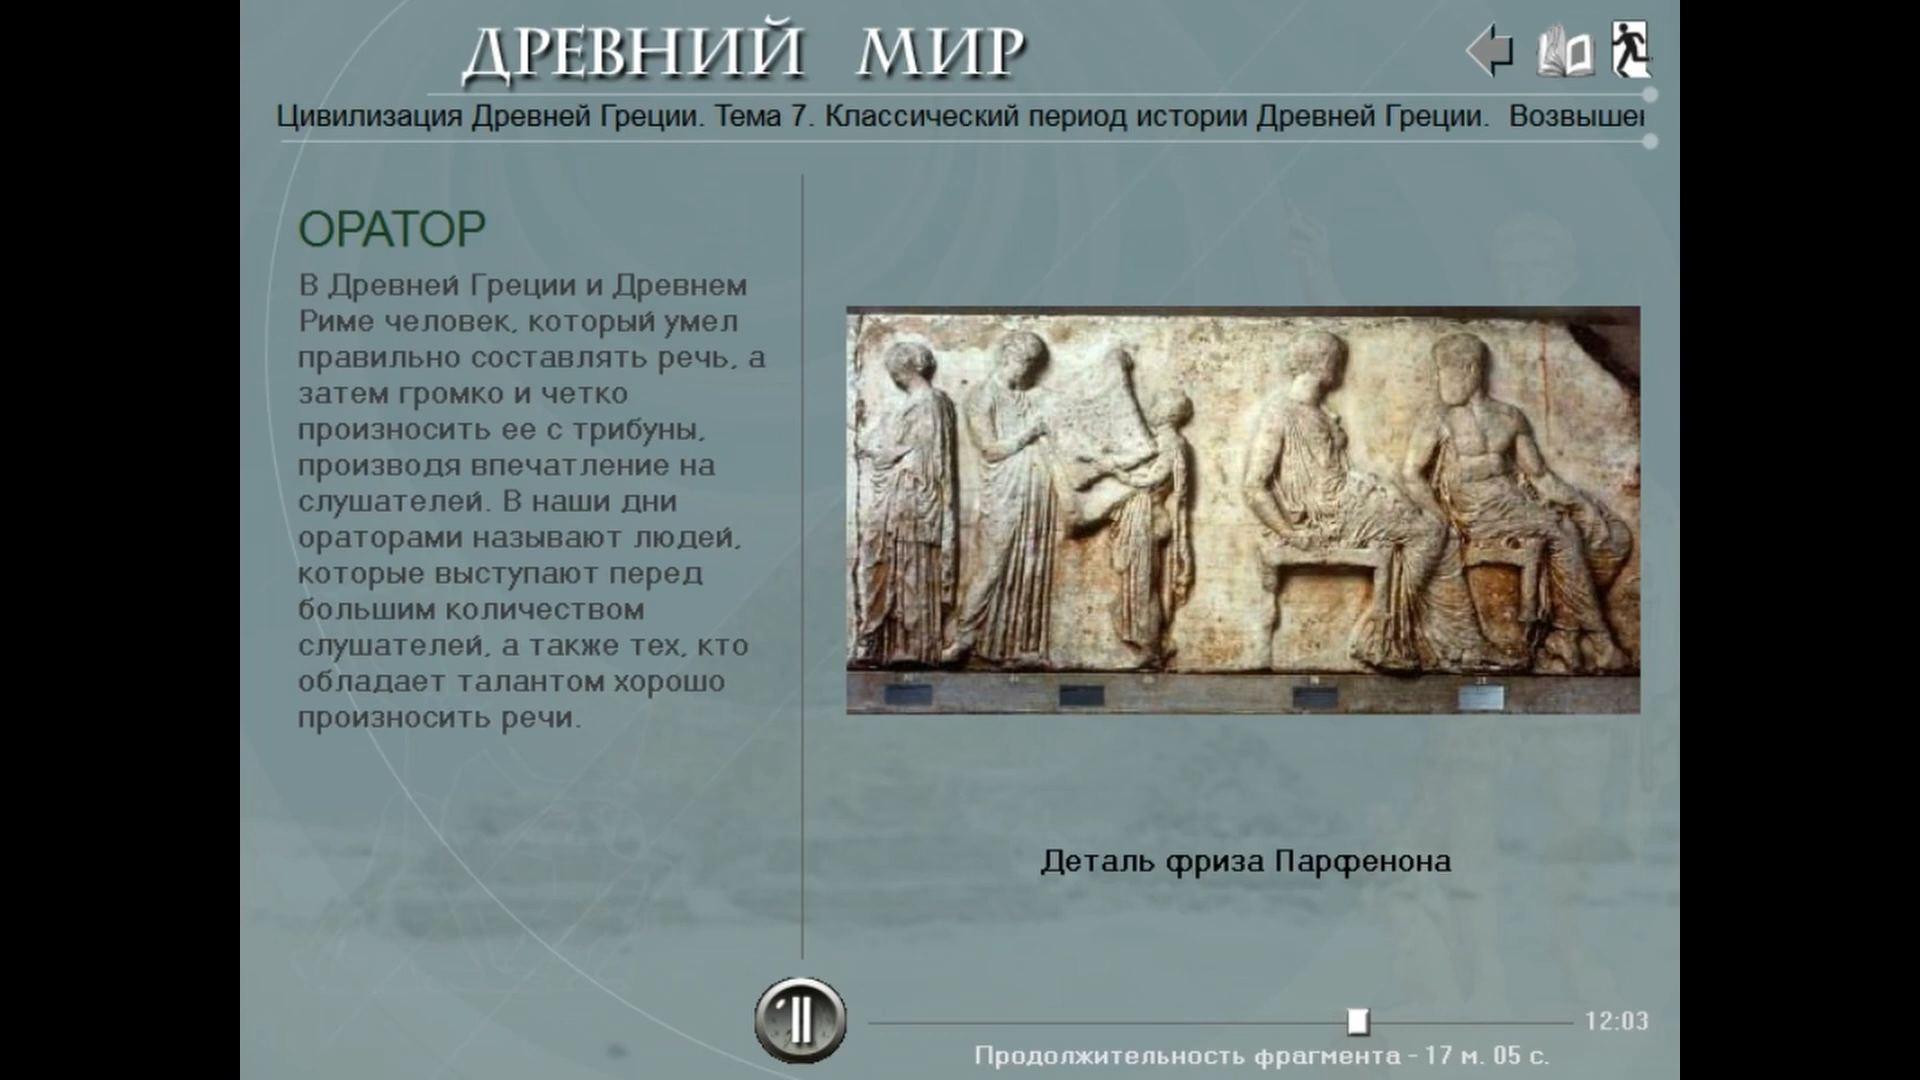 ДРЕВНИЙ МИР
Цивилизация Древней Греции. Тема 7. Классический период истории Древней Греции. Возвышен
ОРАТОР
В Древней Греции и Древнем
Риме человек, который умел
правильно составлять речь, а
затем громко и четко
произносить ее с трибуны,
производя впечатление на
слушателей. В наши дни
ораторами называют людей,
которые выступают перед
большим количеством
слушателей, а также тех, кто
обладает талантом хорошо
произносить речи.
Деталь фриза Парфенона
12:03
Продолжительность фрагмента - 17 м. 05 с.